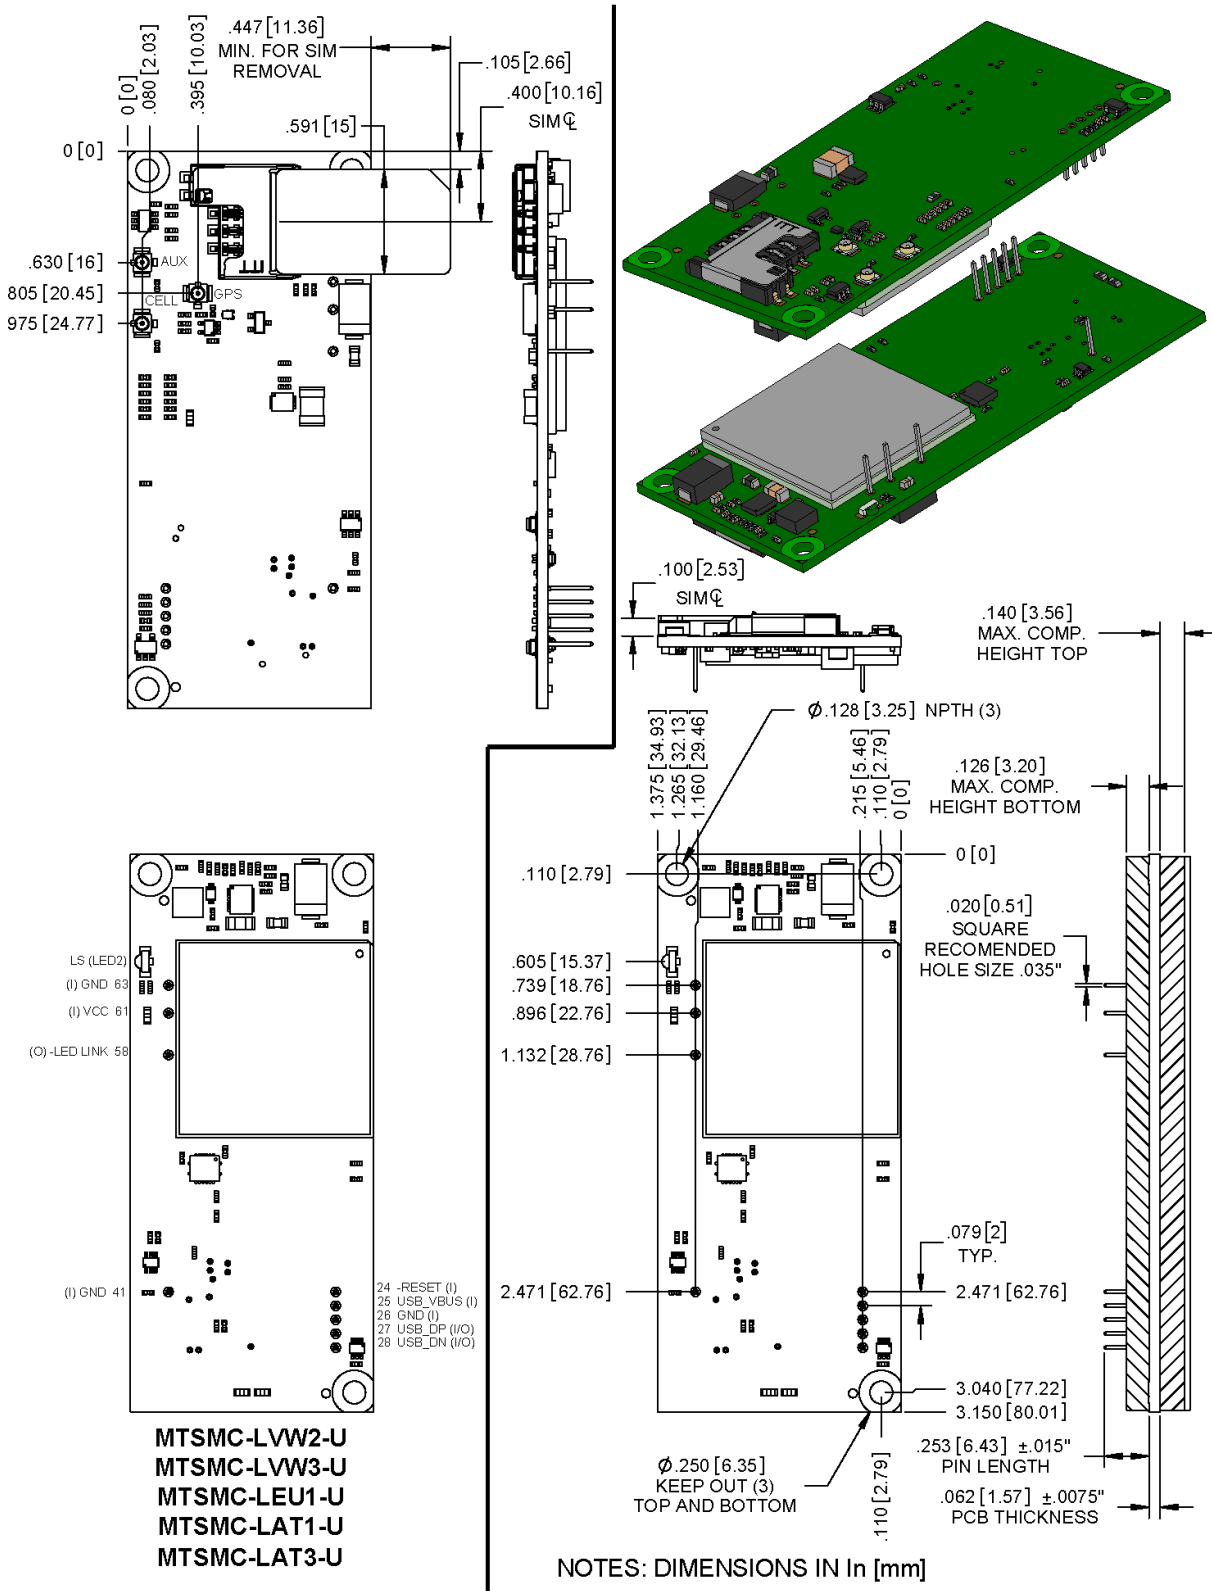 .447 [11.36]
MIN. FOR SIM
REMOVAL
0 [0]
.080 [2.03]
.395 [10.03]
.105 [2.66]
.400 [10.16]
SIM ℄
.591 [15]
0 [0]
.630 [16]
AUX
805 [20.45]
CELL
GPS
975 [24.77]
.100 [2.53]
SIM ℄
.140 [3.56]
MAX. COMP.
HEIGHT TOP
Ø.128 [3.25] NPTH (3)
1.375 [34.93]
1.265 [32.13]
1.160 [29.46]
.215 [5.46]
.110 [2.79]
0 [0]
.126 [3.20]
MAX. COMP.
HEIGHT BOTTOM
.110 [2.79]
0 [0]
.020 [0.51]
SQUARE
RECOMENDED
HOLE SIZE .035"
LS (LED2)
(I) GND 63
(I) VCC 61
(O) -LED LINK 58
.605 [15.37]
.739 [18.76]
.896 [22.76]
1.132 [28.76]
.079 [2]
TYP.
(I) GND 41
24 -RESET (I)
25 USB_VBUS (I)
26 GND (I)
27 USB_DP (I/O)
28 USB_DN (I/O)
2.471 [62.76]
2.471 [62.76]
3.040 [77.22]
3.150 [80.01]
.110 [2.79]
Ø.250 [6.35]
KEEP OUT (3)
TOP AND BOTTOM
.253 [6.43] ±.015"
PIN LENGTH
.062 [1.57] ±.0075"
PCB THICKNESS
MTSMC-LVW2-U
MTSMC-LVW3-U
MTSMC-LEU1-U
MTSMC-LAT1-U
MTSMC-LAT3-U
NOTES: DIMENSIONS IN In [mm]